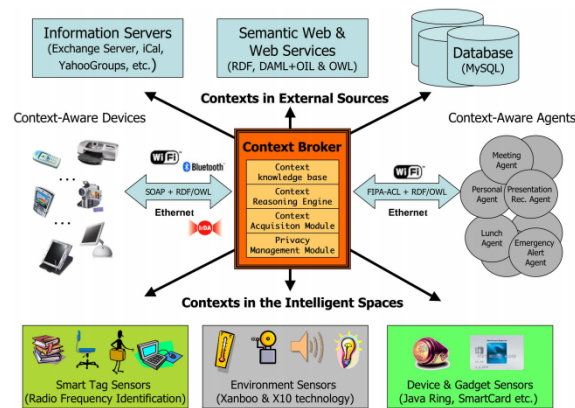 Information Servers
(Exchange Server, iCal,
YahooGroups, etc.)
Semantic Web &
Web Services
(RDF, DAML+OIL & OWL)
Database
(MySQL)
Contexts in External Sources
Context-Aware Devices
Context-Aware Agents
Wi Fi
Bluetooth
SOAP + RDF/OWL
Ethernet
IrDA
Context Broker
Context
knowledge base
Context
Reasoning Engine
Context
Acquisiton Module
Privacy
Management Module
Wi Fi
FIPA-ACL + RDF/OWL
Ethernet
Meeting
Agent
Personal
Agent
Presentation
Rec. Agent
Lunch
Agent
Emergency
Alert
Agent
Contexts in the Intelligent Spaces
Smart Tag Sensors
(Radio Frequency Identification)
Environment Sensors
(Xanboo & X10 technology)
Device & Gadget Sensors
(Java Ring, SmartCard etc.)